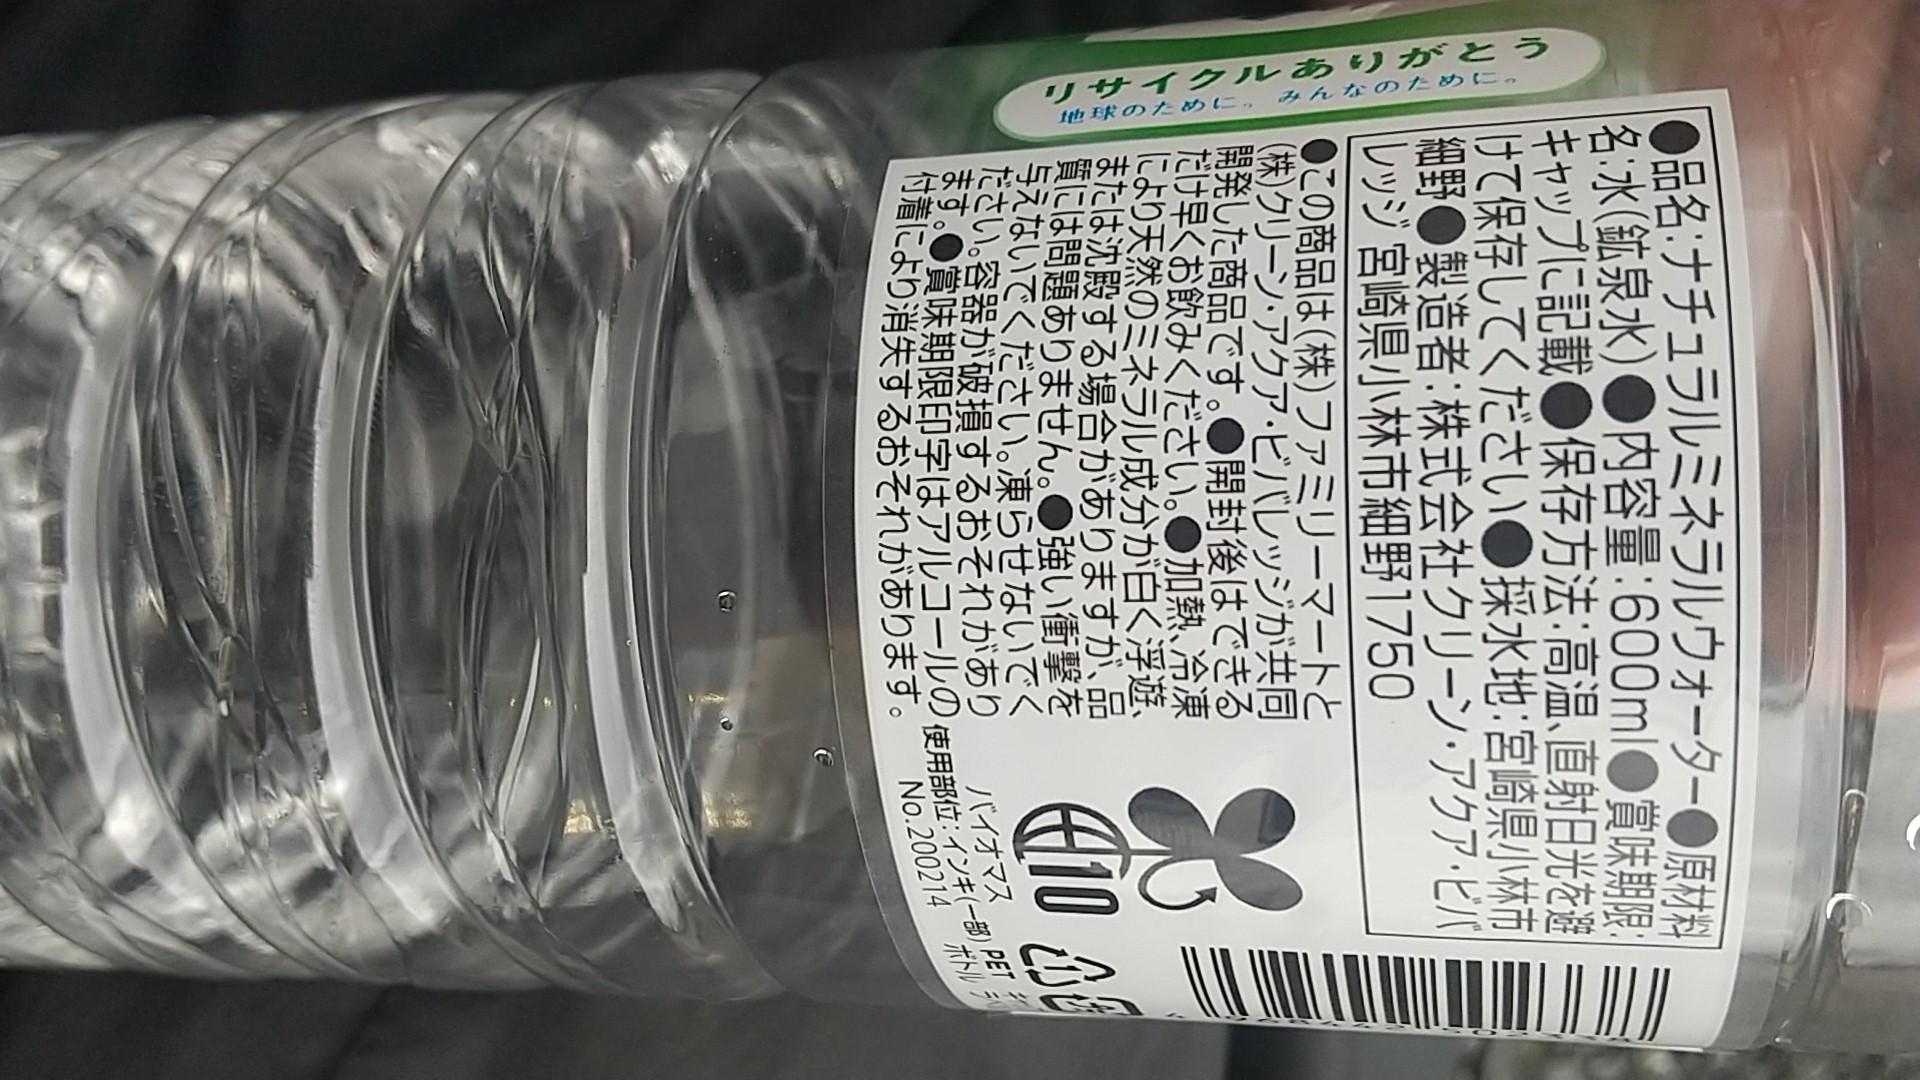 リサイクルありがとう
地球のために。みんなのために。
●品名:ナチュラルミネラルウォーター●原材料
名:水(鉱泉水)●内容量:600ml●賞味期限:
キャップに記載●保存方法:高温、直射日光を避
けて保存してください●採水地:宮崎県小林市
細野●製造者:株式会社クリーン・アクア・ビバ
レッジ 宮崎県小林市細野1750
●この商品は(株)ファミリーマートと
(株)クリーン・アクア・ビバレッジが共同
開発した商品です。●開封後はできる
だけ早くお飲みください。●加熱、冷凍
により天然のミネラル成分が白く浮遊、
または沈殿する場合がありますが、品
質には問題ありません。●強い衝撃を
与えないでください。凍らせないでく
ださい。容器が破損するおそれがあり
ます。●賞味期限印字はアルコールの
付着により消失するおそれがあります。
10
バイオマス
使用部位:インキ(一部)
No.200214
PET
ボトル